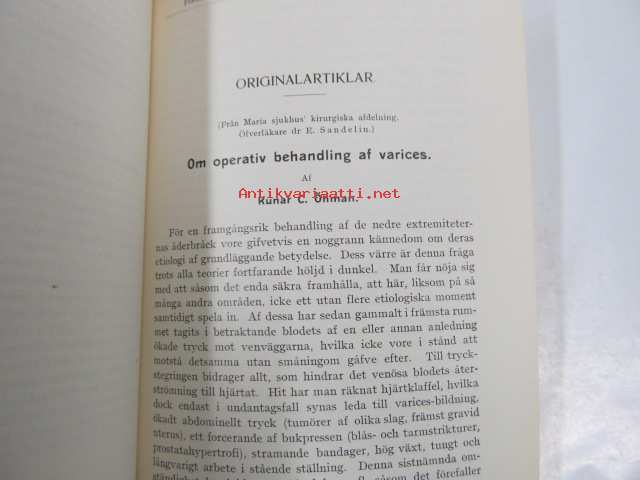 ORIGINALARTIKLAR
(Från Maria sjukhus' kirurgiska afdelning.
Öfverläkare dr E. Sandelin.)
Om operativ behandling af varices.
Af
Antikvariaatti.net
Runar C. Öhman.
För en framgångsrik behandling af de nedre extremiteter-
nas åderbråck vore gifvetvis en noggrann kännedom om deras
etiologi af grundläggande betydelse. Dess värre är denna fråga
trots alla teorier fortfarande höljd i dunkel. Man får nöja sig
med att såsom det enda säkra framhålla, att här, liksom på så
många andra områden, icke ett utan flere etiologiska moment
samtidigt spela in. Af dessa har sedan gammalt i främsta rum-
met tagits i betraktande blodets af en eller annan anledning
ökade tryck mot venväggarna, hvilka icke vore i stånd att
motstå detsamma utan småningom gåfve efter. Till tryck-
stegringen bidrager allt, som hindrar det venösa blodets åter-
strömning till hjärtat. Hit har man räknat hjärtklaffel, hvilka
dock endast i undantagsfall synas leda till varices-bildning,
ökadt abdominellt tryck (tumörer af olika slag, främst gravid
uterus), ett forcerande af bukpressen (blås- och tarmstrikturer,
prostatahypertrofi), stramande bandager, hög växt, tungt och
långvarigt arbete i stående ställning. Denna sistnämnda om-
såsom det förefaller